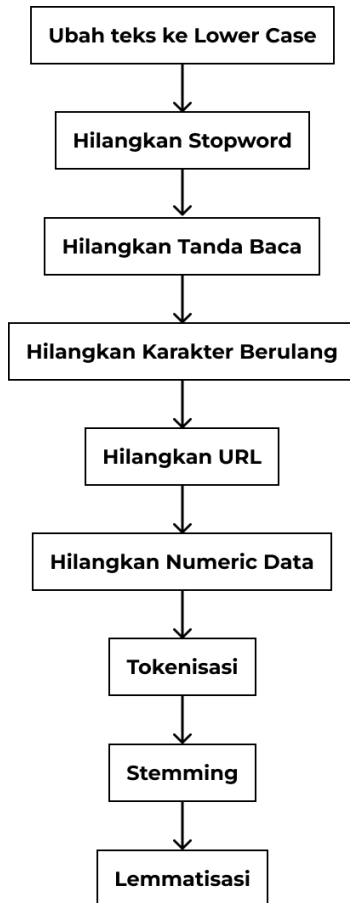 Ubah teks ke Lower Case
Hilangkan Stopword
Hilangkan Tanda Baca
Hilangkan Karakter Berulang
Hilangkan URL
Hilangkan Numeric Data
Tokenisasi
Stemming
Lemmatisasi